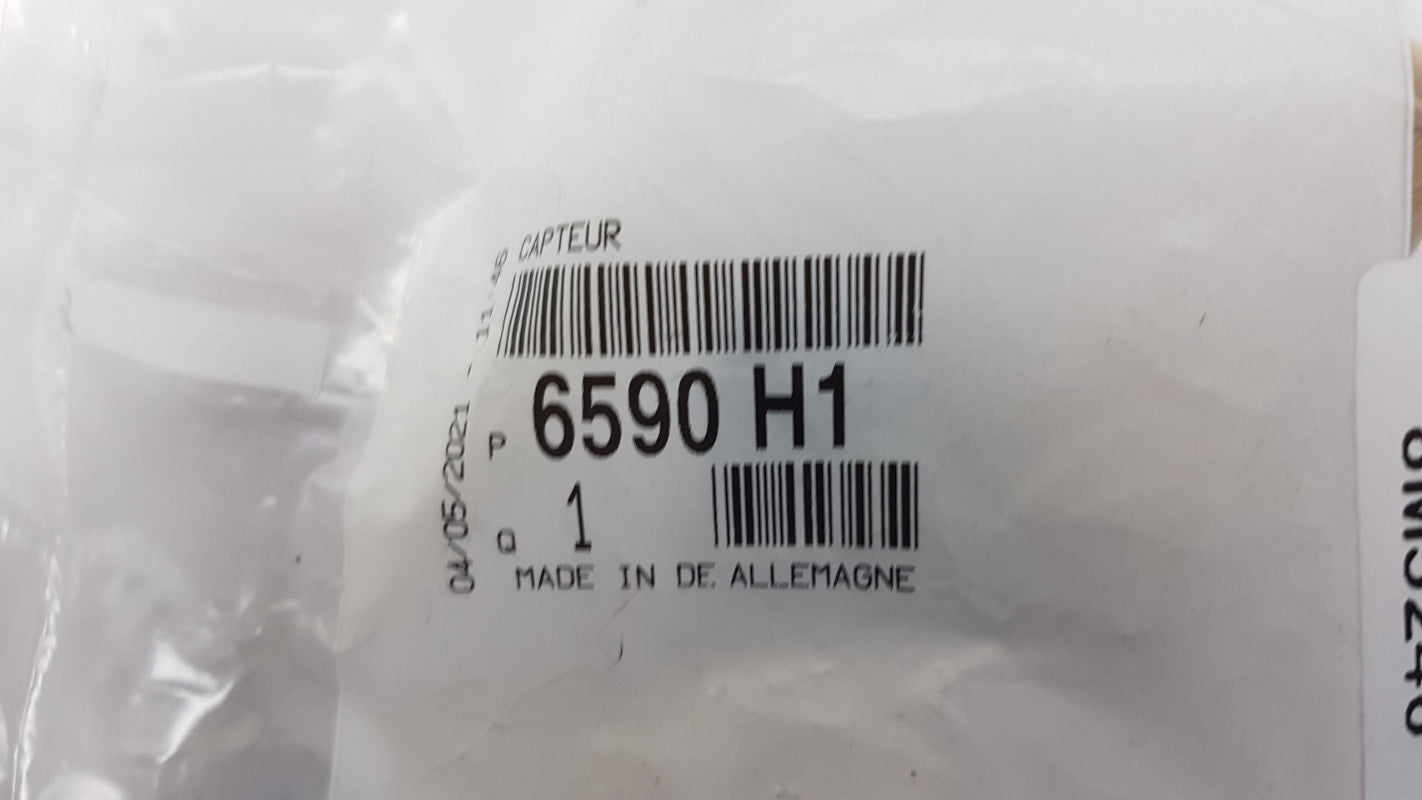 CAPTEUR
04/05/2021 - 11:46
P 6590 H1
Q 1
MADE IN DE ALLEMAGNE